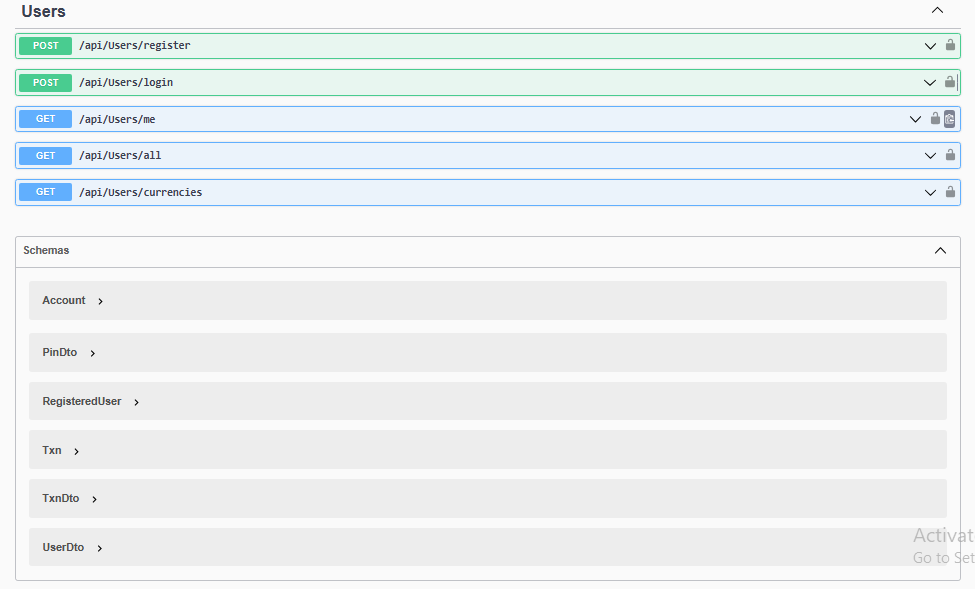 Users
POST /api/Users/register
POST /api/Users/login
GET /api/Users/me
GET /api/Users/all
GET /api/Users/currencies
Schemas
Account
PinDto
RegisteredUser
Txn
TxnDto
UserDto
Activat
Go to Set